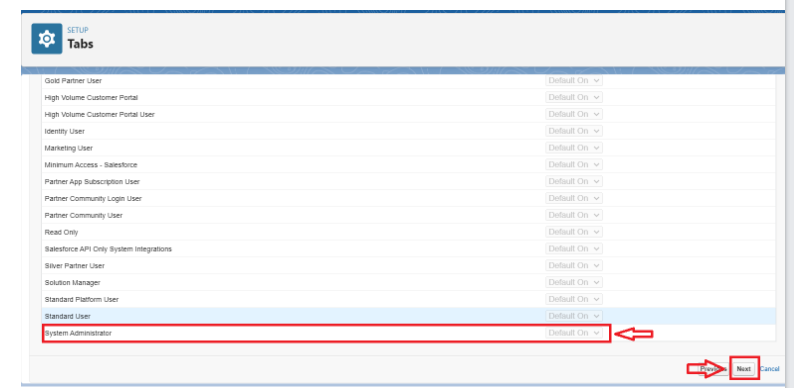 SETUP
Tabs
Gold Partner User Default On
High Volume Customer Portal Default On
High Volume Customer Portal User Default On
Identity User Default On
Marketing User Default On
Minimum Access - Salesforce Default On
Partner App Subscription User Default On
Partner Community Login User Default On
Partner Community User Default On
Read Only Default On
Salesforce API Only System Integrations Default On
Silver Partner User Default On
Solution Manager Default On
Standard Platform User Default On
Standard User Default On
System Administrator Default On
Previous Next Cancel